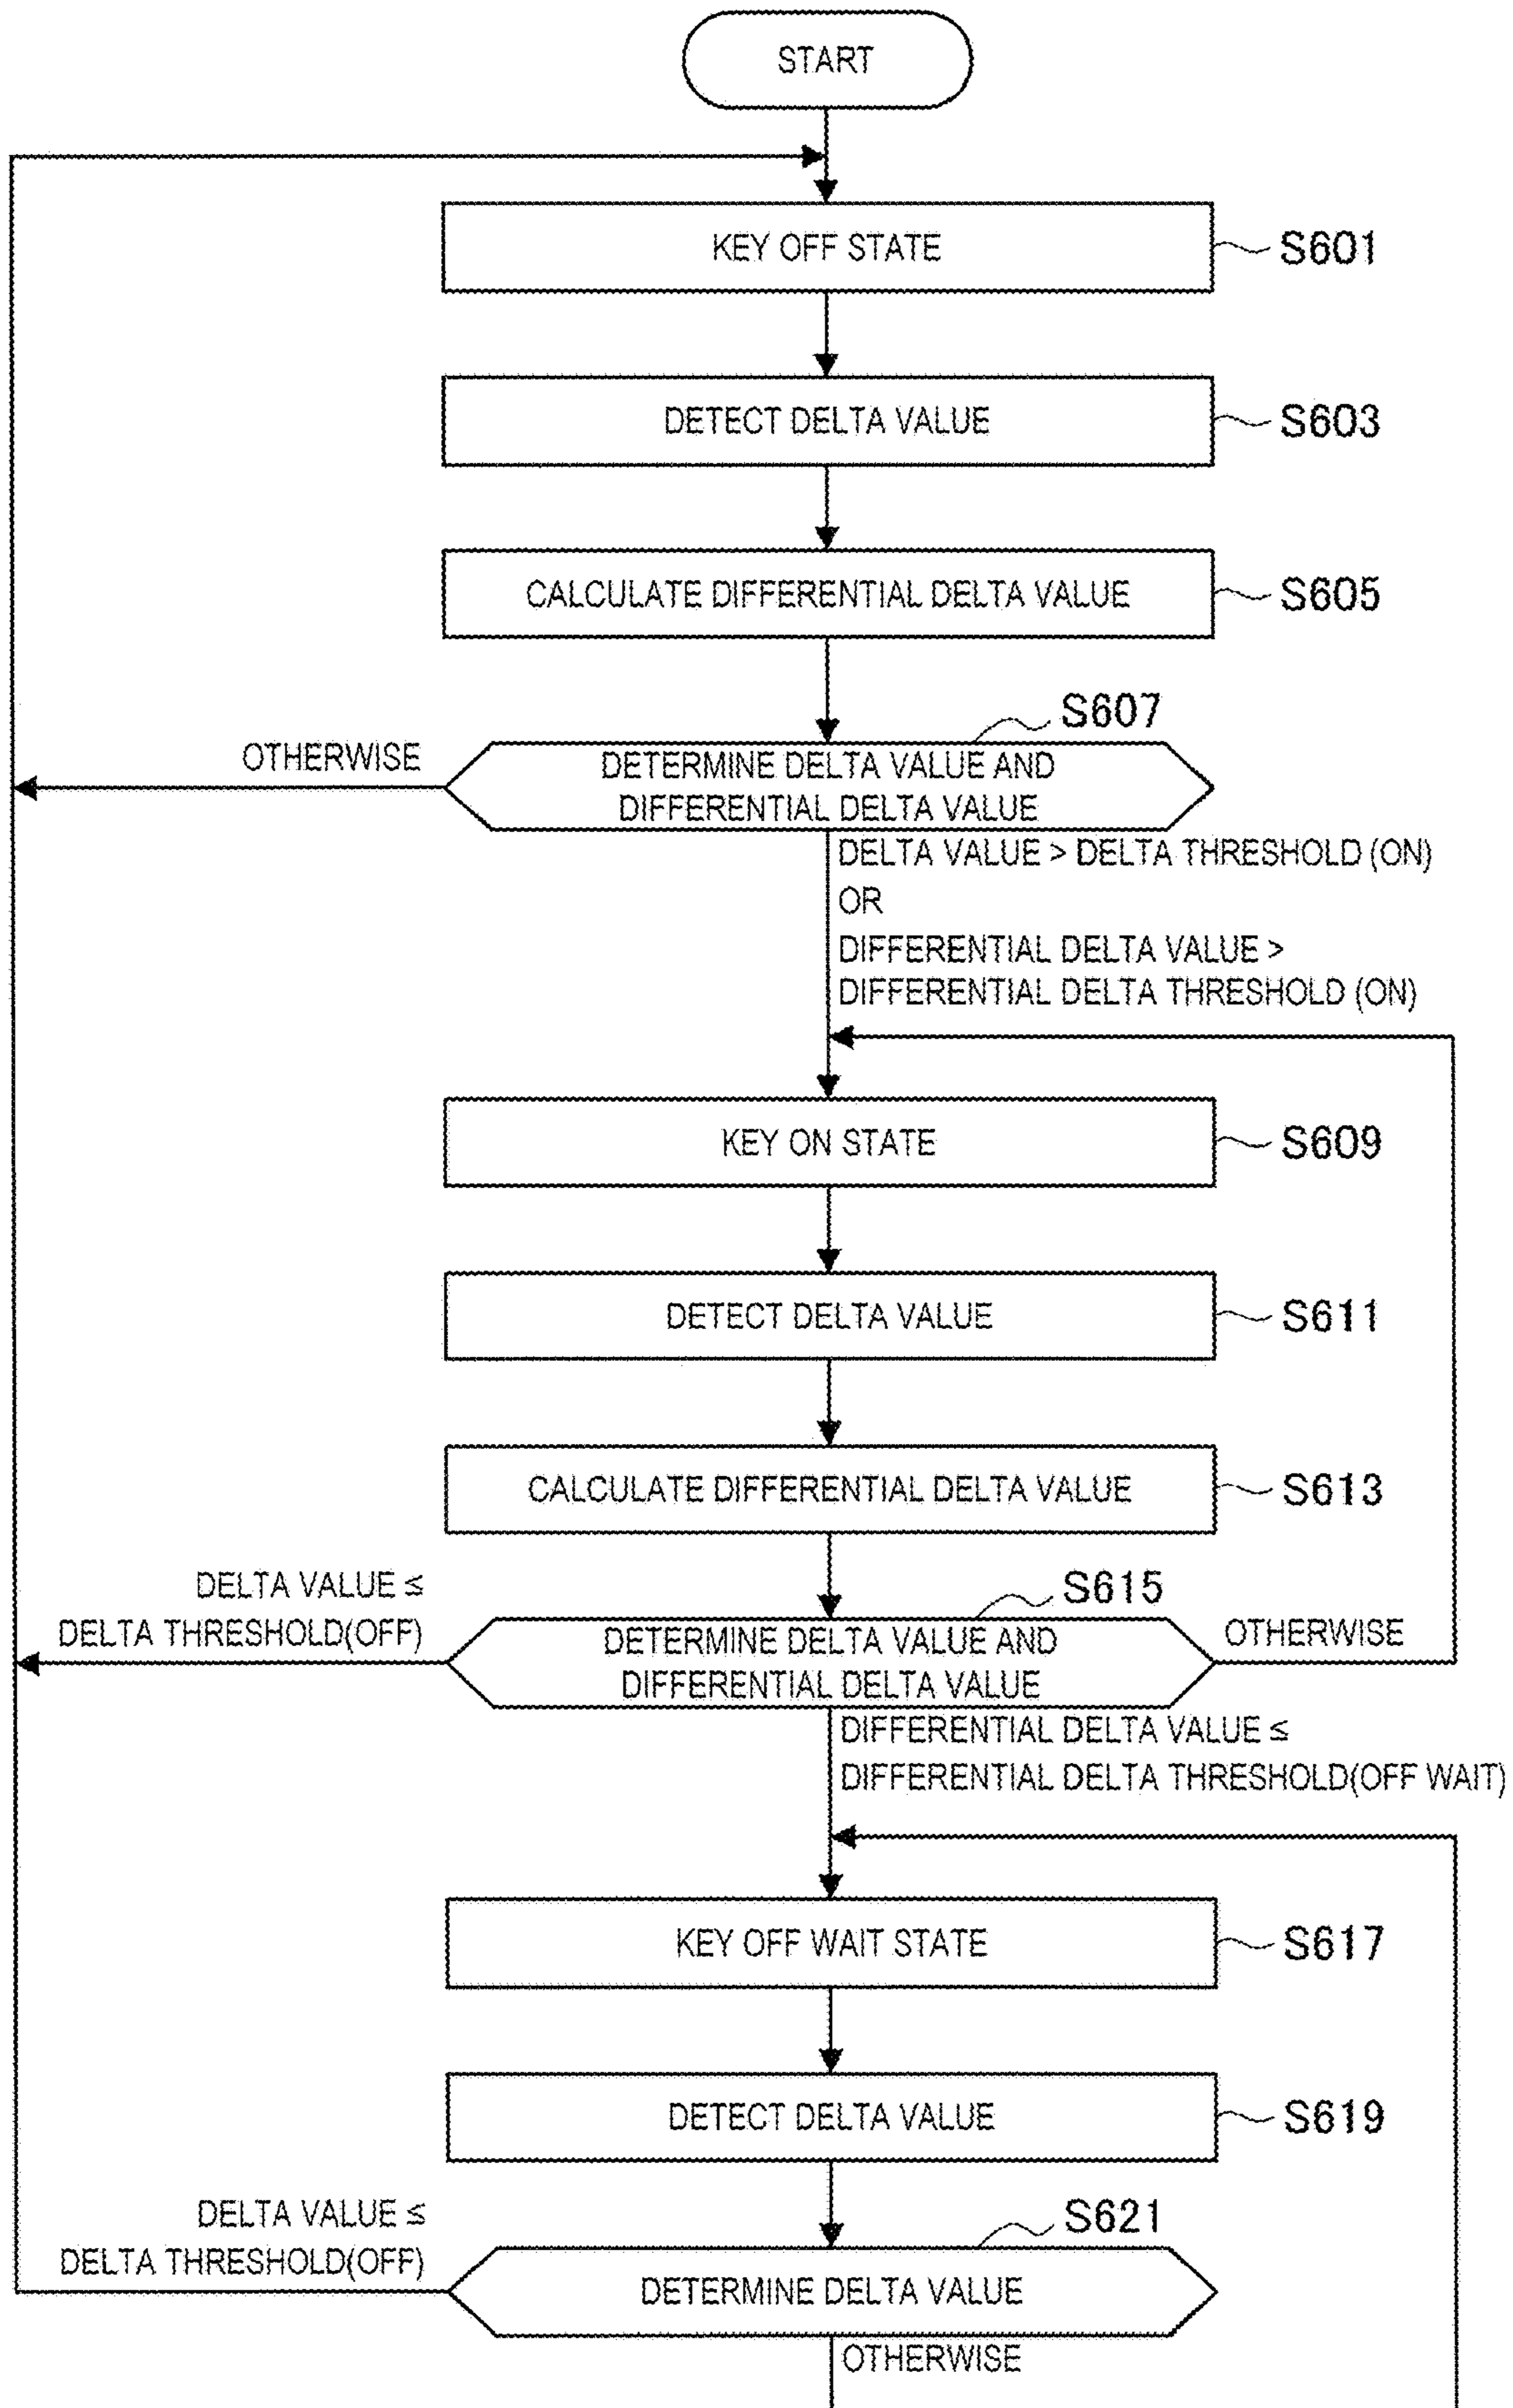 START
KEY OFF STATE
S601
DETECT DELTA VALUE
S603
CALCULATE DIFFERENTIAL DELTA VALUE
S605
S607
OTHERWISE
DETERMINE DELTA VALUE AND
DIFFERENTIAL DELTA VALUE
DELTA VALUE > DELTA THRESHOLD (ON)
OR
DIFFERENTIAL DELTA VALUE >
DIFFERENTIAL DELTA THRESHOLD (ON)
KEY ON STATE
S609
DETECT DELTA VALUE
S611
CALCULATE DIFFERENTIAL DELTA VALUE
S613
DELTA VALUE ≤
DELTA THRESHOLD(OFF)
S615
DETERMINE DELTA VALUE AND
DIFFERENTIAL DELTA VALUE
OTHERWISE
DIFFERENTIAL DELTA VALUE ≤
DIFFERENTIAL DELTA THRESHOLD(OFF WAIT)
KEY OFF WAIT STATE
S617
DETECT DELTA VALUE
S619
DELTA VALUE ≤
DELTA THRESHOLD(OFF)
S621
DETERMINE DELTA VALUE
OTHERWISE